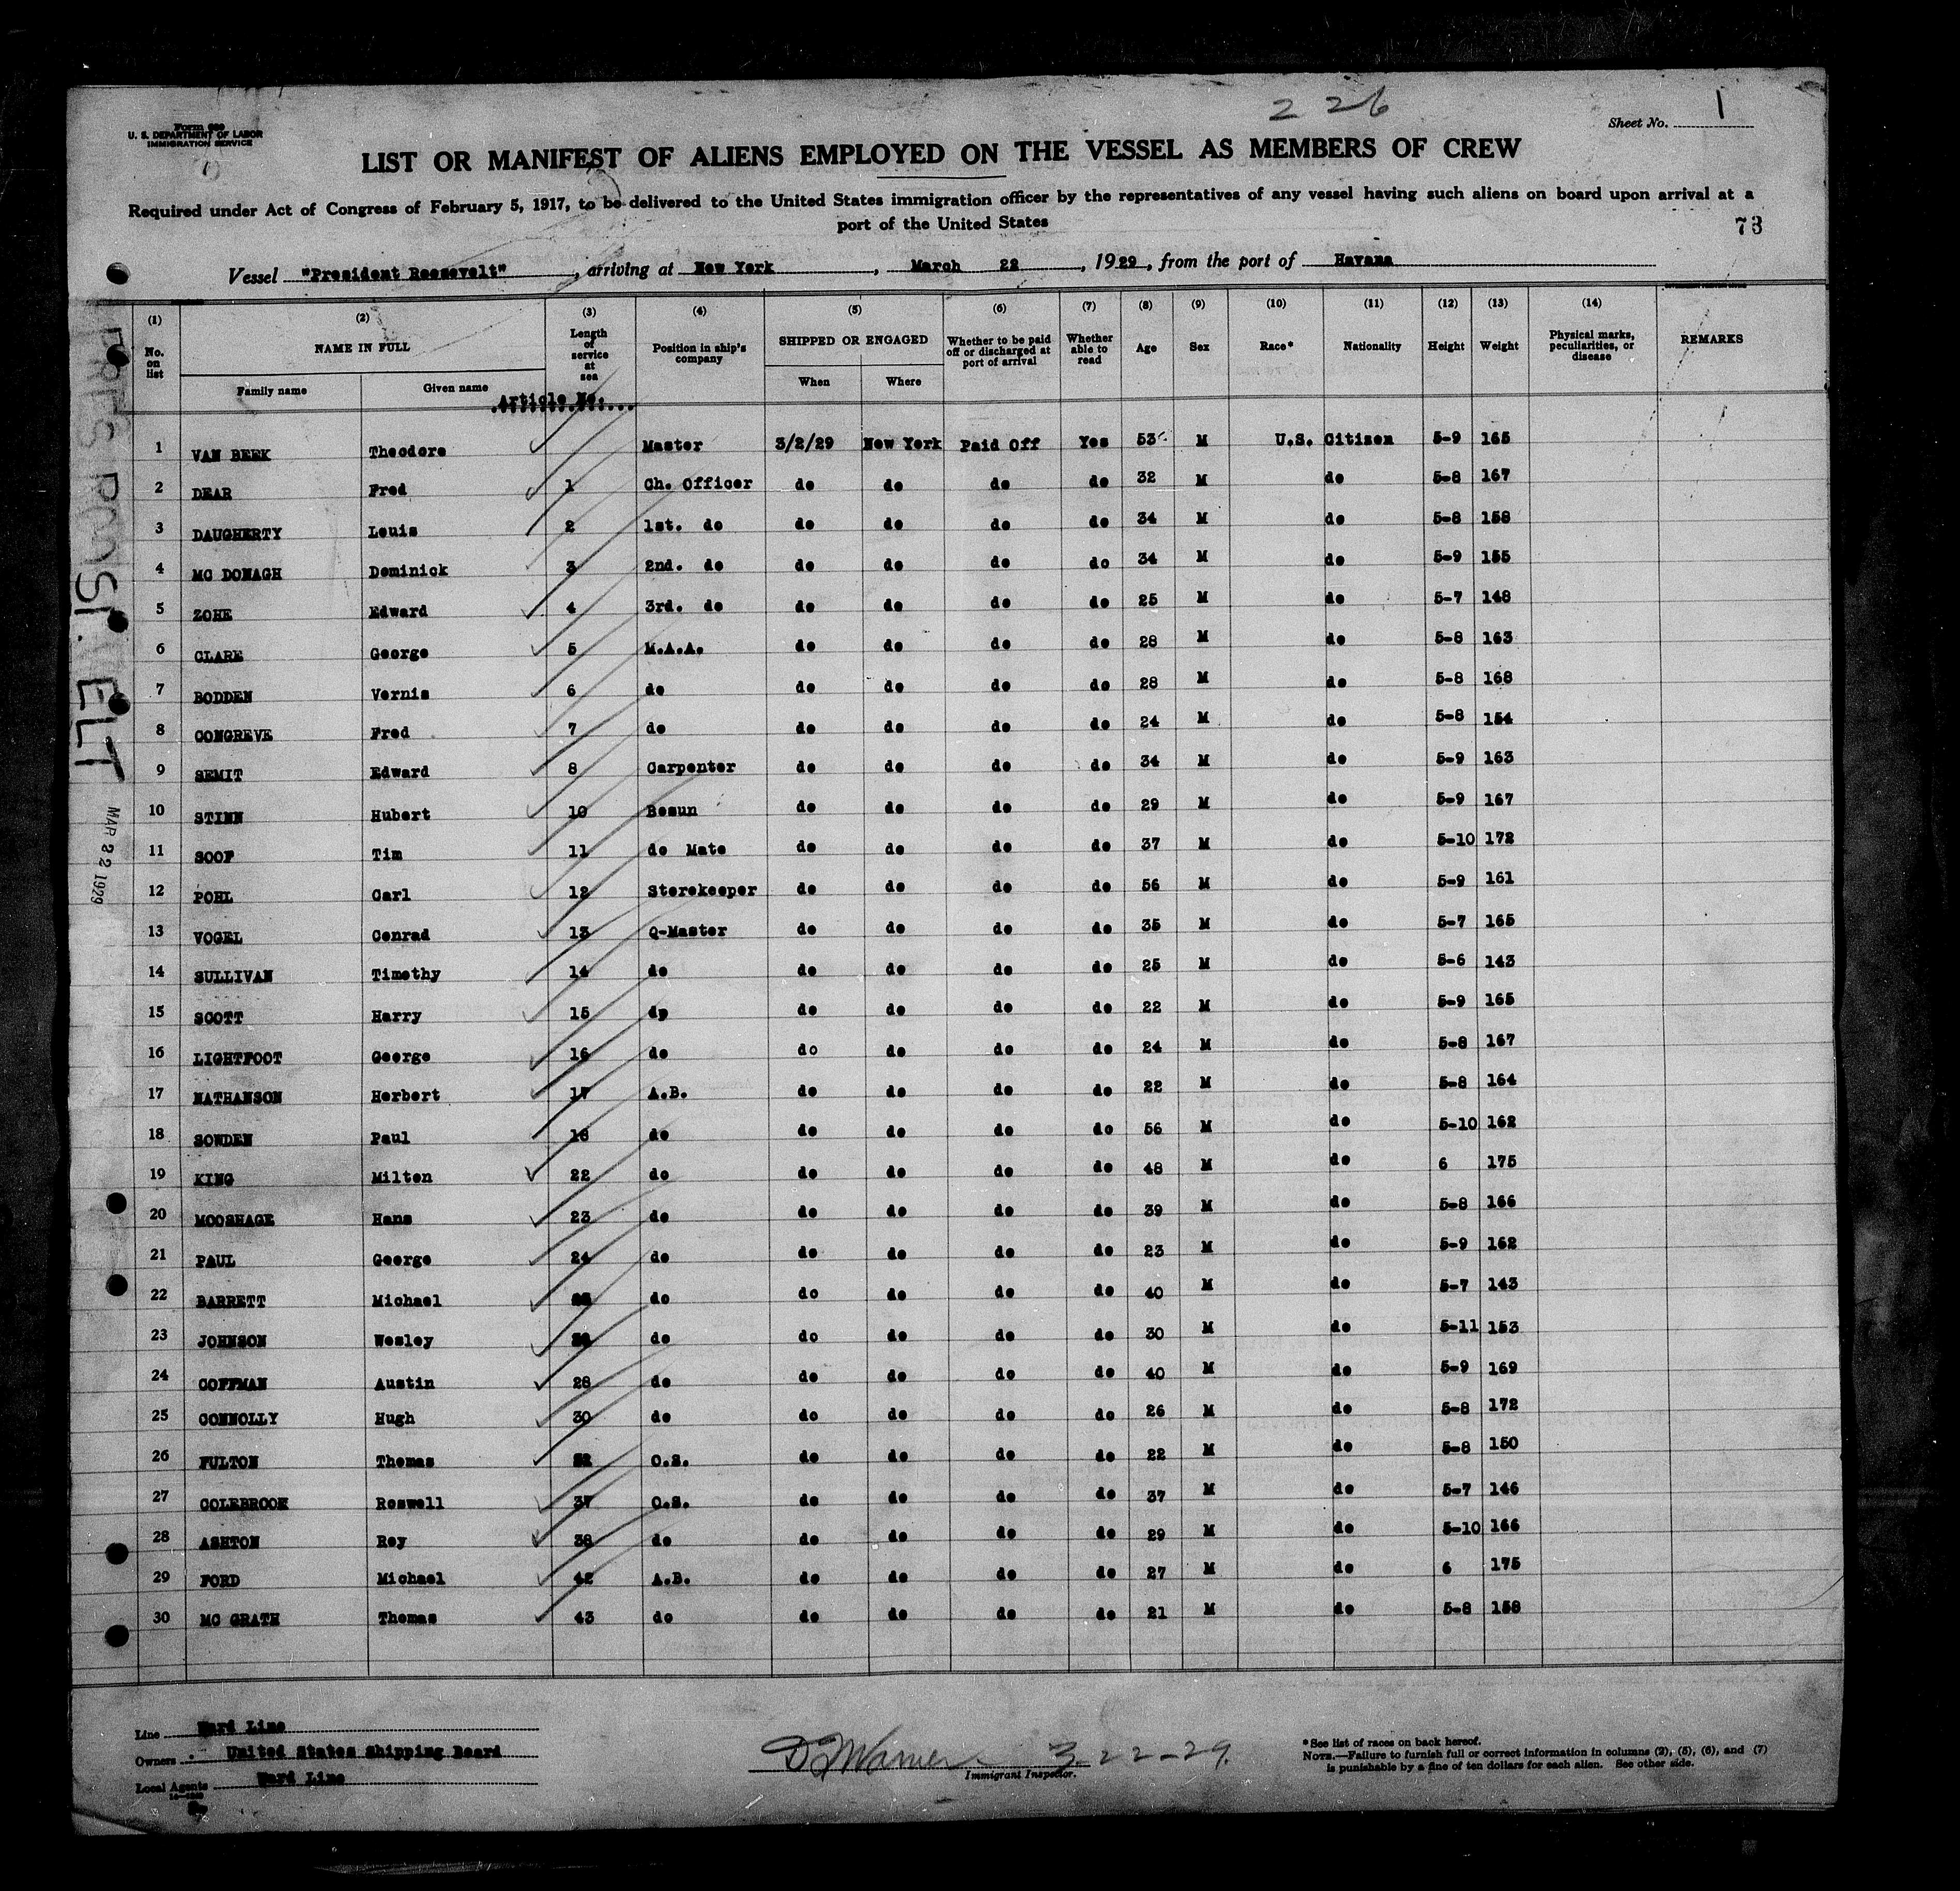 Form 689
U. S. DEPARTMENT OF LABOR
IMMIGRATION SERVICE
2 26
Sheet No. 1
LIST OR MANIFEST OF ALIENS EMPLOYED ON THE VESSEL AS MEMBERS OF CREW
Required under Act of Congress of February 5, 1917, to be delivered to the United States immigration officer by the representatives of any vessel having such aliens on board upon arrival at a
port of the United States
73
Vessel "President Roosevelt", arriving at New York, March 22, 1929, from the port of Havana
(1) (2) (3) (4) (5) (6) (7) (8) (9) (10) (11) (12) (13) (14)
No. on list NAME IN FULL Length of service at sea Position in ship's company SHIPPED OR ENGAGED Whether to be paid off or discharged at port of arrival Whether able to read Age Sex Race* Nationality Height Weight Physical marks, peculiarities, or disease REMARKS
Family name Given name When Where
Article No.
1 VAN BEEK Theodore Master 3/2/29 New York Paid Off Yes 53 M U.S. Citizen 5-9 165
2 DEAR Fred 1 Ch. Officer do do do do 32 M do 5-8 167
3 DAUGHERTY Louis 2 1st. do do do do do 34 M do 5-8 158
4 MC DONAGH Dominick 3 2nd. do do do do do 34 M do 5-9 155
5 ZOHE Edward 4 3rd. do do do do do 25 M do 5-7 148
6 CLARE George 5 M.A.A. do do do do 28 M do 5-8 163
7 BODDEN Vernis 6 do do do do do 28 M do 5-8 168
8 CONGREVE Fred 7 do do do do do 24 M do 5-8 154
9 SEMIT Edward 8 Carpenter do do do do 34 M do 5-9 163
10 STINN Hubert 10 Bosun do do do do 29 M do 5-9 167
11 SOOF Tim 11 do Mate do do do do 37 M do 5-10 172
12 POHL Carl 12 Storekeeper do do do do 56 M do 5-9 161
13 VOGEL Conrad 13 Q-Master do do do do 35 M do 5-7 165
14 SULLIVAN Timothy 14 do do do do do 25 M do 5-6 143
15 SCOTT Harry 15 dp do do do do 22 M do 5-9 165
16 LIGHTFOOT George 16 do do do do do 24 M do 5-8 167
17 NATHANSON Herbert 17 A.B. do do do do 22 M do 5-8 164
18 SOWDEN Paul 18 do do do do do 56 M do 5-10 162
19 KING Milton 22 do do do do do 48 M do 6 175
20 MOOSHAGE Hans 23 do do do do do 39 M do 5-8 166
21 PAUL George 24 do do do do do 23 M do 5-9 162
22 BARRETT Michael do do do do do 40 M do 5-7 143
23 JOHNSON Wesley do do do do do 30 M do 5-11 153
24 COFFMAN Austin 28 do do do do do 40 M do 5-9 169
25 CONNOLLY Hugh 30 do do do do do 26 M do 5-8 172
26 FULTON Thomas O.S. do do do do 22 M do 5-8 150
27 COLEBROOK Roswell 37 O.S. do do do do 37 M do 5-7 146
28 ASHTON Roy 38 do do do do do 29 M do 5-10 166
29 FORD Michael 42 A.B. do do do do 27 M do 6 175
30 MC GRATH Thomas 43 do do do do do 21 M do 5-8 158
MAR 22 1929
Line Ward Line
Owners United States Shipping Board
Local Agents Ward Line
3-22-29.
Immigrant Inspector.
*See list of races on back hereof.
NOTE.—Failure to furnish full or correct information in columns (2), (5), (6), and (7)
is punishable by a fine of ten dollars for each alien. See other side.